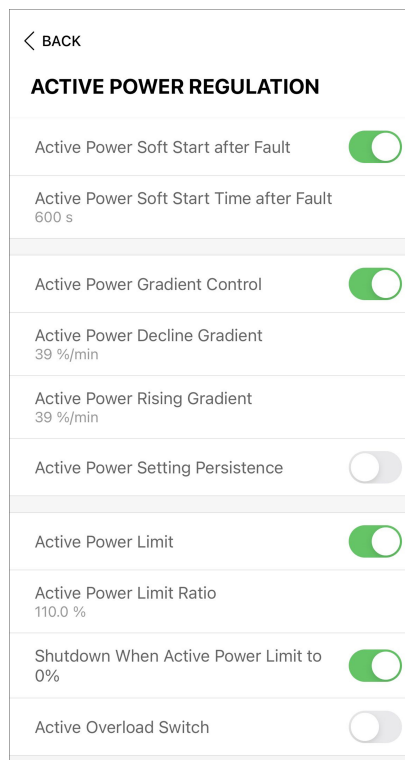 BACK
ACTIVE POWER REGULATION
Active Power Soft Start after Fault
Active Power Soft Start Time after Fault
600 s
Active Power Gradient Control
Active Power Decline Gradient
39 %/min
Active Power Rising Gradient
39 %/min
Active Power Setting Persistence
Active Power Limit
Active Power Limit Ratio
110.0 %
Shutdown When Active Power Limit to
0%
Active Overload Switch